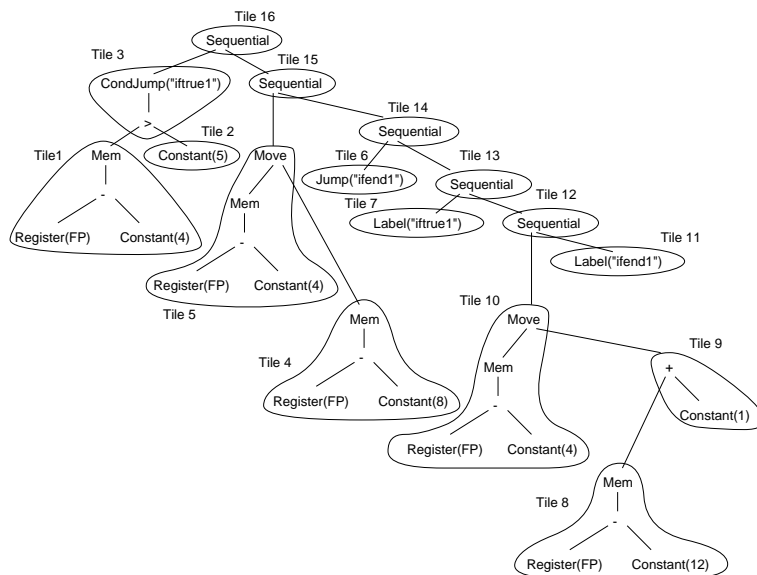 Tile 16
Sequential
Tile 3
Tile 15
CondJump("iftrue1")
Sequential
Tile 14
>
Tile 2
Sequential
Tile1
Mem
Constant(5)
Move
Tile 6
Tile 13
Jump("ifend1")
Sequential
-
Mem
Tile 7
Tile 12
Label("iftrue1")
Sequential
Register(FP)
Constant(4)
-
Tile 11
Label("ifend1")
Register(FP)
Constant(4)
Tile 10
Tile 5
Mem
Move
Tile 9
Tile 4
-
Mem
+
Register(FP)
Constant(8)
-
Constant(1)
Register(FP)
Constant(4)
Mem
Tile 8
-
Register(FP)
Constant(12)